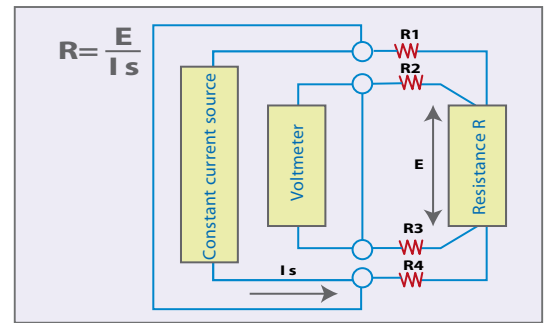 R= E
I s
R1
R2
Constant current source
Voltmeter
E
Resistance R
R3
R4
I s